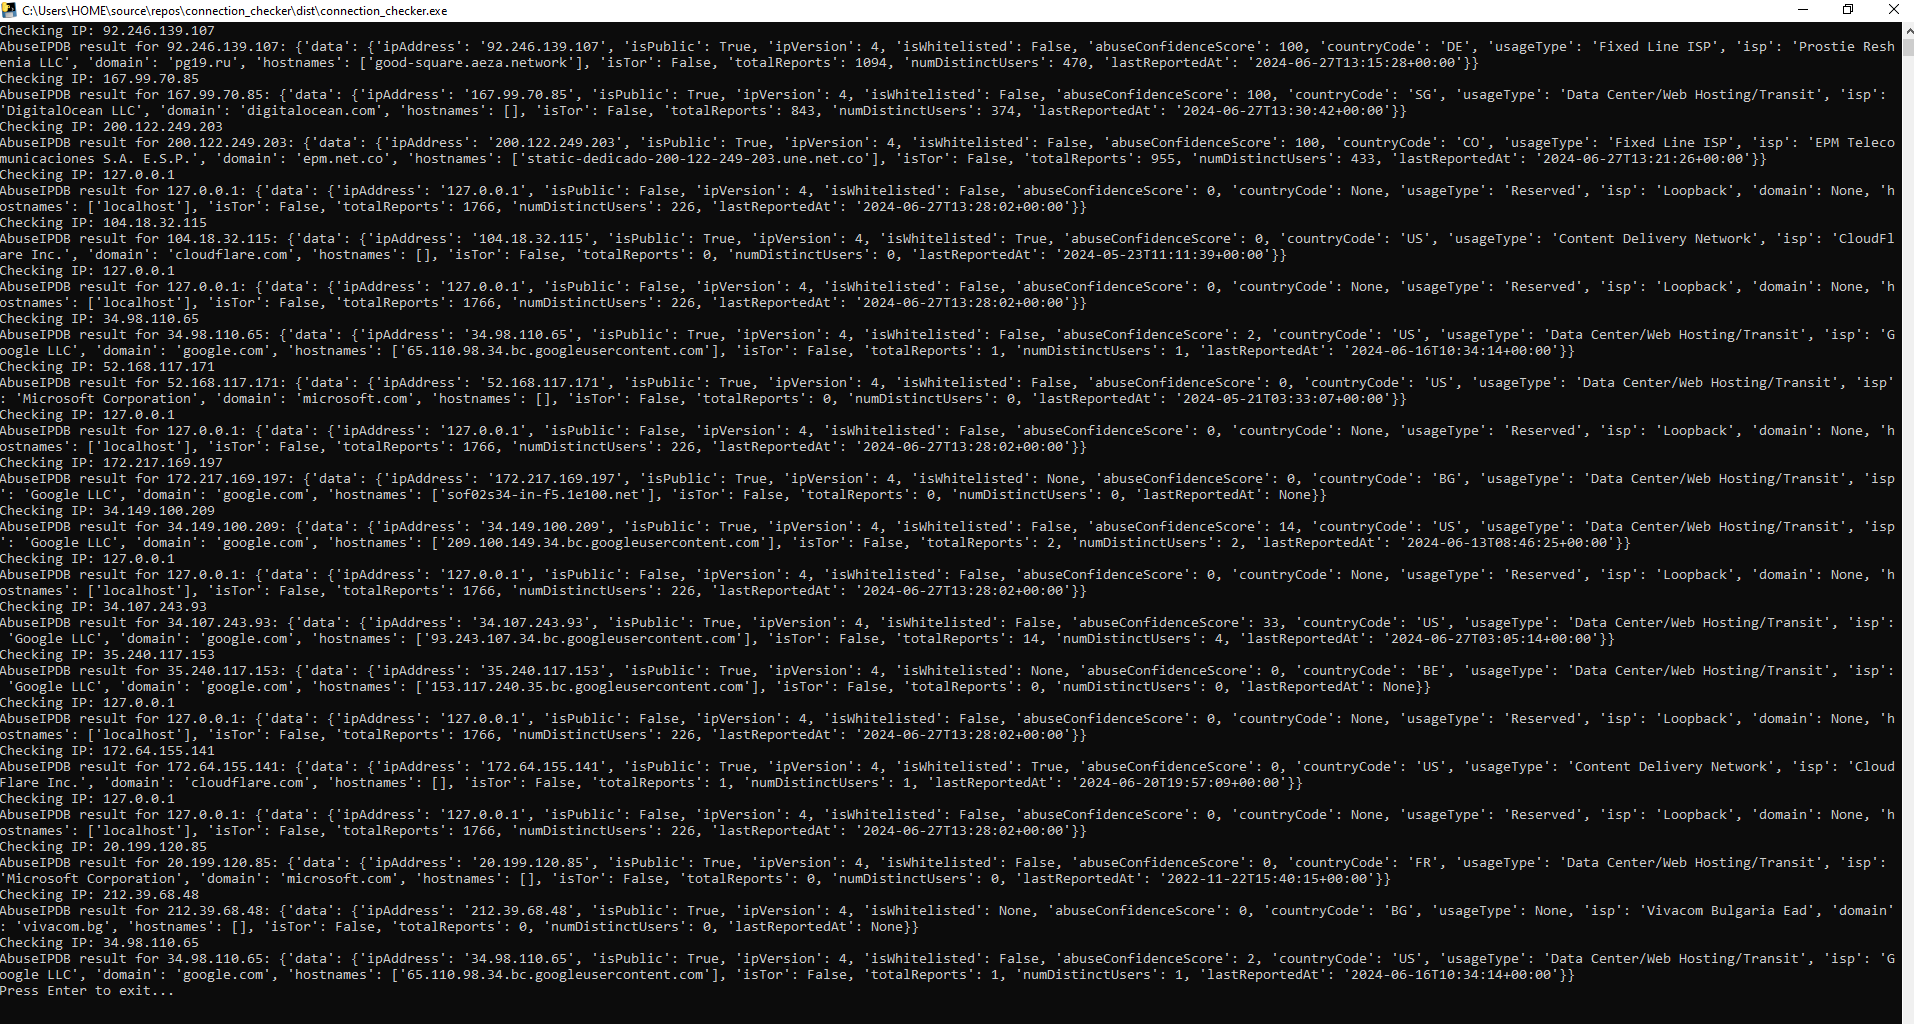 C:\Users\HOME\source\repos\connection_checker\dist\connection_checker.exe
Checking IP: 92.246.139.107
AbuseIPDB result for 92.246.139.107: {'data': {'ipAddress': '92.246.139.107', 'isPublic': True, 'ipVersion': 4, 'isWhitelisted': False, 'abuseConfidenceScore': 100, 'countryCode': 'DE', 'usageType': 'Fixed Line ISP', 'isp': 'Prostie Resh
enia LLC', 'domain': 'pg19.ru', 'hostnames': ['good-square.aeza.network'], 'isTor': False, 'totalReports': 1094, 'numDistinctUsers': 470, 'lastReportedAt': '2024-06-27T13:15:28+00:00'}}
Checking IP: 167.99.70.85
AbuseIPDB result for 167.99.70.85: {'data': {'ipAddress': '167.99.70.85', 'isPublic': True, 'ipVersion': 4, 'isWhitelisted': False, 'abuseConfidenceScore': 100, 'countryCode': 'SG', 'usageType': 'Data Center/Web Hosting/Transit', 'isp':
'DigitalOcean LLC', 'domain': 'digitalocean.com', 'hostnames': [], 'isTor': False, 'totalReports': 843, 'numDistinctUsers': 374, 'lastReportedAt': '2024-06-27T13:30:42+00:00'}}
Checking IP: 200.122.249.203
AbuseIPDB result for 200.122.249.203: {'data': {'ipAddress': '200.122.249.203', 'isPublic': True, 'ipVersion': 4, 'isWhitelisted': False, 'abuseConfidenceScore': 100, 'countryCode': 'CO', 'usageType': 'Fixed Line ISP', 'isp': 'EPM Teleco
municaciones S.A. E.S.P.', 'domain': 'epm.net.co', 'hostnames': ['static-dedicado-200-122-249-203.une.net.co'], 'isTor': False, 'totalReports': 955, 'numDistinctUsers': 433, 'lastReportedAt': '2024-06-27T13:21:26+00:00'}}
Checking IP: 127.0.0.1
AbuseIPDB result for 127.0.0.1: {'data': {'ipAddress': '127.0.0.1', 'isPublic': False, 'ipVersion': 4, 'isWhitelisted': False, 'abuseConfidenceScore': 0, 'countryCode': None, 'usageType': 'Reserved', 'isp': 'Loopback', 'domain': None, 'h
ostnames': ['localhost'], 'isTor': False, 'totalReports': 1766, 'numDistinctUsers': 226, 'lastReportedAt': '2024-06-27T13:28:02+00:00'}}
Checking IP: 104.18.32.115
AbuseIPDB result for 104.18.32.115: {'data': {'ipAddress': '104.18.32.115', 'isPublic': True, 'ipVersion': 4, 'isWhitelisted': True, 'abuseConfidenceScore': 0, 'countryCode': 'US', 'usageType': 'Content Delivery Network', 'isp': 'CloudFl
are Inc.', 'domain': 'cloudflare.com', 'hostnames': [], 'isTor': False, 'totalReports': 0, 'numDistinctUsers': 0, 'lastReportedAt': '2024-05-23T11:11:39+00:00'}}
Checking IP: 127.0.0.1
AbuseIPDB result for 127.0.0.1: {'data': {'ipAddress': '127.0.0.1', 'isPublic': False, 'ipVersion': 4, 'isWhitelisted': False, 'abuseConfidenceScore': 0, 'countryCode': None, 'usageType': 'Reserved', 'isp': 'Loopback', 'domain': None, 'h
ostnames': ['localhost'], 'isTor': False, 'totalReports': 1766, 'numDistinctUsers': 226, 'lastReportedAt': '2024-06-27T13:28:02+00:00'}}
Checking IP: 34.98.110.65
AbuseIPDB result for 34.98.110.65: {'data': {'ipAddress': '34.98.110.65', 'isPublic': True, 'ipVersion': 4, 'isWhitelisted': False, 'abuseConfidenceScore': 2, 'countryCode': 'US', 'usageType': 'Data Center/Web Hosting/Transit', 'isp': 'G
oogle LLC', 'domain': 'google.com', 'hostnames': ['65.110.98.34.bc.googleusercontent.com'], 'isTor': False, 'totalReports': 1, 'numDistinctUsers': 1, 'lastReportedAt': '2024-06-16T10:34:14+00:00'}}
Checking IP: 52.168.117.171
AbuseIPDB result for 52.168.117.171: {'data': {'ipAddress': '52.168.117.171', 'isPublic': True, 'ipVersion': 4, 'isWhitelisted': False, 'abuseConfidenceScore': 0, 'countryCode': 'US', 'usageType': 'Data Center/Web Hosting/Transit', 'isp'
: 'Microsoft Corporation', 'domain': 'microsoft.com', 'hostnames': [], 'isTor': False, 'totalReports': 0, 'numDistinctUsers': 0, 'lastReportedAt': '2024-05-21T03:33:07+00:00'}}
Checking IP: 127.0.0.1
AbuseIPDB result for 127.0.0.1: {'data': {'ipAddress': '127.0.0.1', 'isPublic': False, 'ipVersion': 4, 'isWhitelisted': False, 'abuseConfidenceScore': 0, 'countryCode': None, 'usageType': 'Reserved', 'isp': 'Loopback', 'domain': None, 'h
ostnames': ['localhost'], 'isTor': False, 'totalReports': 1766, 'numDistinctUsers': 226, 'lastReportedAt': '2024-06-27T13:28:02+00:00'}}
Checking IP: 172.217.169.197
AbuseIPDB result for 172.217.169.197: {'data': {'ipAddress': '172.217.169.197', 'isPublic': True, 'ipVersion': 4, 'isWhitelisted': None, 'abuseConfidenceScore': 0, 'countryCode': 'BG', 'usageType': 'Data Center/Web Hosting/Transit', 'isp
': 'Google LLC', 'domain': 'google.com', 'hostnames': ['sof02s34-in-f5.1e100.net'], 'isTor': False, 'totalReports': 0, 'numDistinctUsers': 0, 'lastReportedAt': None}}
Checking IP: 34.149.100.209
AbuseIPDB result for 34.149.100.209: {'data': {'ipAddress': '34.149.100.209', 'isPublic': True, 'ipVersion': 4, 'isWhitelisted': False, 'abuseConfidenceScore': 14, 'countryCode': 'US', 'usageType': 'Data Center/Web Hosting/Transit', 'isp
': 'Google LLC', 'domain': 'google.com', 'hostnames': ['209.100.149.34.bc.googleusercontent.com'], 'isTor': False, 'totalReports': 2, 'numDistinctUsers': 2, 'lastReportedAt': '2024-06-13T08:46:25+00:00'}}
Checking IP: 127.0.0.1
AbuseIPDB result for 127.0.0.1: {'data': {'ipAddress': '127.0.0.1', 'isPublic': False, 'ipVersion': 4, 'isWhitelisted': False, 'abuseConfidenceScore': 0, 'countryCode': None, 'usageType': 'Reserved', 'isp': 'Loopback', 'domain': None, 'h
ostnames': ['localhost'], 'isTor': False, 'totalReports': 1766, 'numDistinctUsers': 226, 'lastReportedAt': '2024-06-27T13:28:02+00:00'}}
Checking IP: 34.107.243.93
AbuseIPDB result for 34.107.243.93: {'data': {'ipAddress': '34.107.243.93', 'isPublic': True, 'ipVersion': 4, 'isWhitelisted': False, 'abuseConfidenceScore': 33, 'countryCode': 'US', 'usageType': 'Data Center/Web Hosting/Transit', 'isp':
 'Google LLC', 'domain': 'google.com', 'hostnames': ['93.243.107.34.bc.googleusercontent.com'], 'isTor': False, 'totalReports': 14, 'numDistinctUsers': 4, 'lastReportedAt': '2024-06-27T03:05:14+00:00'}}
Checking IP: 35.240.117.153
AbuseIPDB result for 35.240.117.153: {'data': {'ipAddress': '35.240.117.153', 'isPublic': True, 'ipVersion': 4, 'isWhitelisted': None, 'abuseConfidenceScore': 0, 'countryCode': 'BE', 'usageType': 'Data Center/Web Hosting/Transit', 'isp':
 'Google LLC', 'domain': 'google.com', 'hostnames': ['153.117.240.35.bc.googleusercontent.com'], 'isTor': False, 'totalReports': 0, 'numDistinctUsers': 0, 'lastReportedAt': None}}
Checking IP: 127.0.0.1
AbuseIPDB result for 127.0.0.1: {'data': {'ipAddress': '127.0.0.1', 'isPublic': False, 'ipVersion': 4, 'isWhitelisted': False, 'abuseConfidenceScore': 0, 'countryCode': None, 'usageType': 'Reserved', 'isp': 'Loopback', 'domain': None, 'h
ostnames': ['localhost'], 'isTor': False, 'totalReports': 1766, 'numDistinctUsers': 226, 'lastReportedAt': '2024-06-27T13:28:02+00:00'}}
Checking IP: 172.64.155.141
AbuseIPDB result for 172.64.155.141: {'data': {'ipAddress': '172.64.155.141', 'isPublic': True, 'ipVersion': 4, 'isWhitelisted': True, 'abuseConfidenceScore': 0, 'countryCode': 'US', 'usageType': 'Content Delivery Network', 'isp': 'Cloud
Flare Inc.', 'domain': 'cloudflare.com', 'hostnames': [], 'isTor': False, 'totalReports': 1, 'numDistinctUsers': 1, 'lastReportedAt': '2024-06-20T19:57:09+00:00'}}
Checking IP: 127.0.0.1
AbuseIPDB result for 127.0.0.1: {'data': {'ipAddress': '127.0.0.1', 'isPublic': False, 'ipVersion': 4, 'isWhitelisted': False, 'abuseConfidenceScore': 0, 'countryCode': None, 'usageType': 'Reserved', 'isp': 'Loopback', 'domain': None, 'h
ostnames': ['localhost'], 'isTor': False, 'totalReports': 1766, 'numDistinctUsers': 226, 'lastReportedAt': '2024-06-27T13:28:02+00:00'}}
Checking IP: 20.199.120.85
AbuseIPDB result for 20.199.120.85: {'data': {'ipAddress': '20.199.120.85', 'isPublic': True, 'ipVersion': 4, 'isWhitelisted': False, 'abuseConfidenceScore': 0, 'countryCode': 'FR', 'usageType': 'Data Center/Web Hosting/Transit', 'isp':
'Microsoft Corporation', 'domain': 'microsoft.com', 'hostnames': [], 'isTor': False, 'totalReports': 0, 'numDistinctUsers': 0, 'lastReportedAt': '2022-11-22T15:40:15+00:00'}}
Checking IP: 212.39.68.48
AbuseIPDB result for 212.39.68.48: {'data': {'ipAddress': '212.39.68.48', 'isPublic': True, 'ipVersion': 4, 'isWhitelisted': None, 'abuseConfidenceScore': 0, 'countryCode': 'BG', 'usageType': None, 'isp': 'Vivacom Bulgaria Ead', 'domain'
: 'vivacom.bg', 'hostnames': [], 'isTor': False, 'totalReports': 0, 'numDistinctUsers': 0, 'lastReportedAt': None}}
Checking IP: 34.98.110.65
AbuseIPDB result for 34.98.110.65: {'data': {'ipAddress': '34.98.110.65', 'isPublic': True, 'ipVersion': 4, 'isWhitelisted': False, 'abuseConfidenceScore': 2, 'countryCode': 'US', 'usageType': 'Data Center/Web Hosting/Transit', 'isp': 'G
oogle LLC', 'domain': 'google.com', 'hostnames': ['65.110.98.34.bc.googleusercontent.com'], 'isTor': False, 'totalReports': 1, 'numDistinctUsers': 1, 'lastReportedAt': '2024-06-16T10:34:14+00:00'}}
Press Enter to exit...